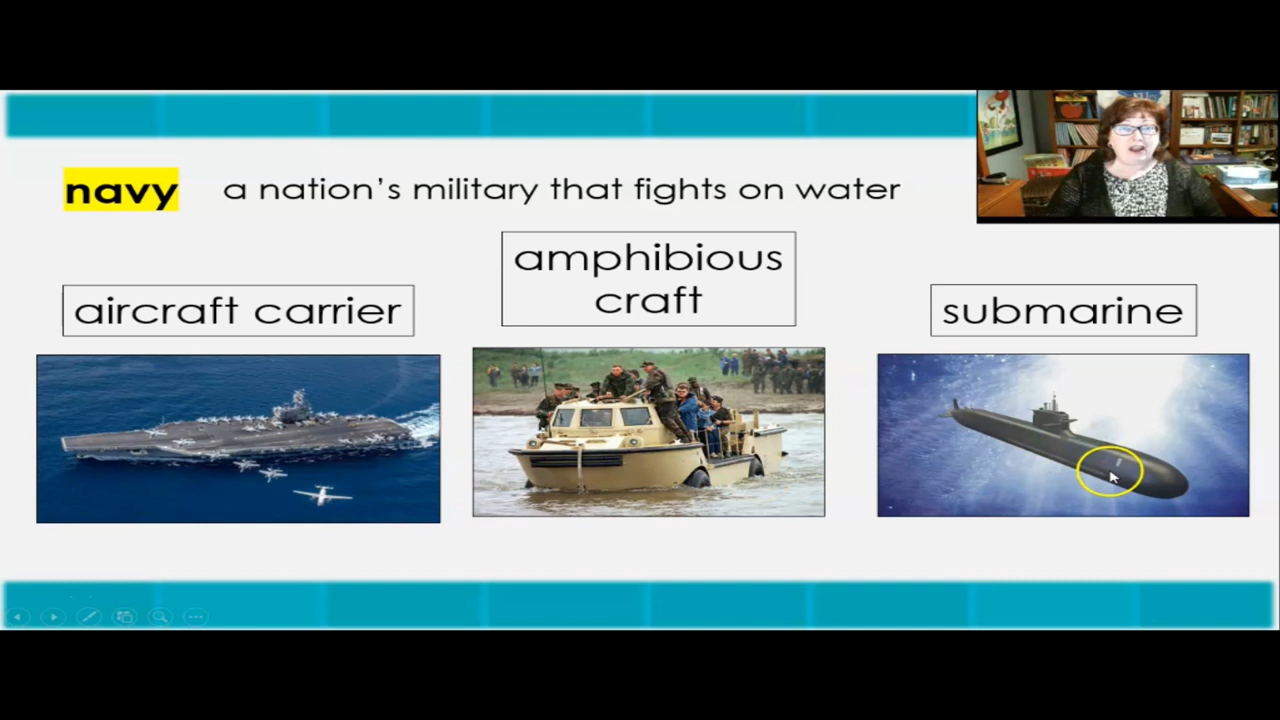 navy a nation's military that fights on water
amphibious
craft
aircraft carrier
submarine